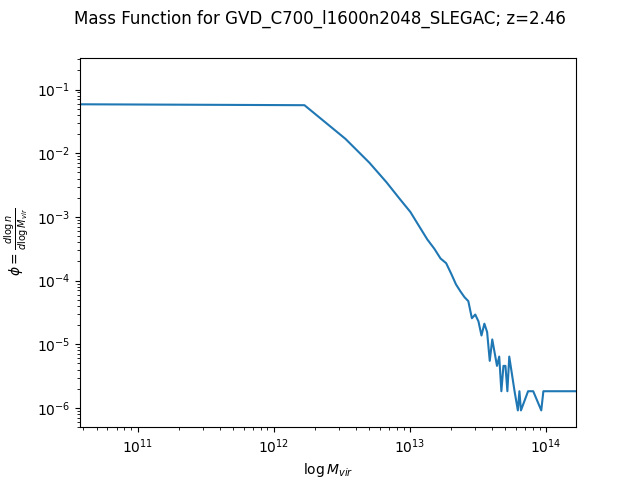 Mass Function for GVD_C700_l1600n2048_SLEGAC; z=2.46
10⁻¹
10⁻²
10⁻³
10⁻⁴
10⁻⁵
10⁻⁶
ϕ = d log n / d log M_vir
10¹¹ 10¹² 10¹³ 10¹⁴
log M_vir